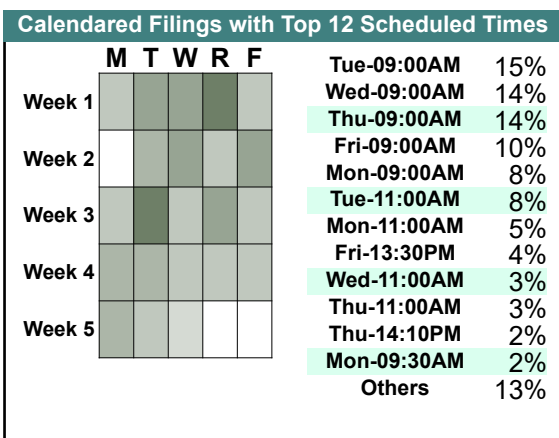 Calendared Filings with Top 12 Scheduled Times
M T W R F
Week 1
Week 2
Week 3
Week 4
Week 5
Tue-09:00AM 15%
Wed-09:00AM 14%
Thu-09:00AM 14%
Fri-09:00AM 10%
Mon-09:00AM 8%
Tue-11:00AM 8%
Mon-11:00AM 5%
Fri-13:30PM 4%
Wed-11:00AM 3%
Thu-11:00AM 3%
Thu-14:10PM 2%
Mon-09:30AM 2%
Others 13%